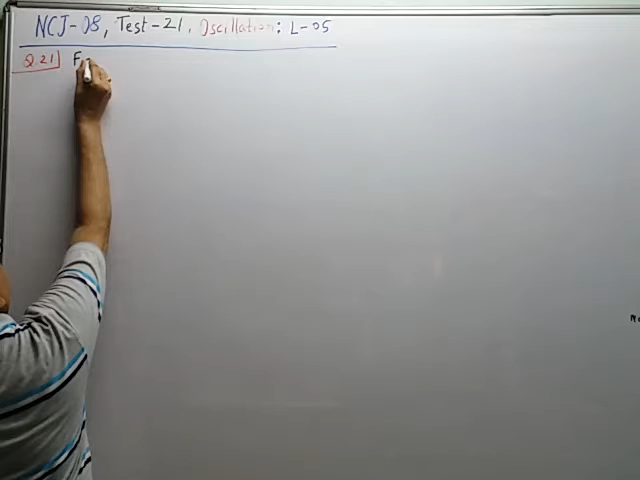 NCJ-08, Test-21, Oscillation: L-05
Q 21 F